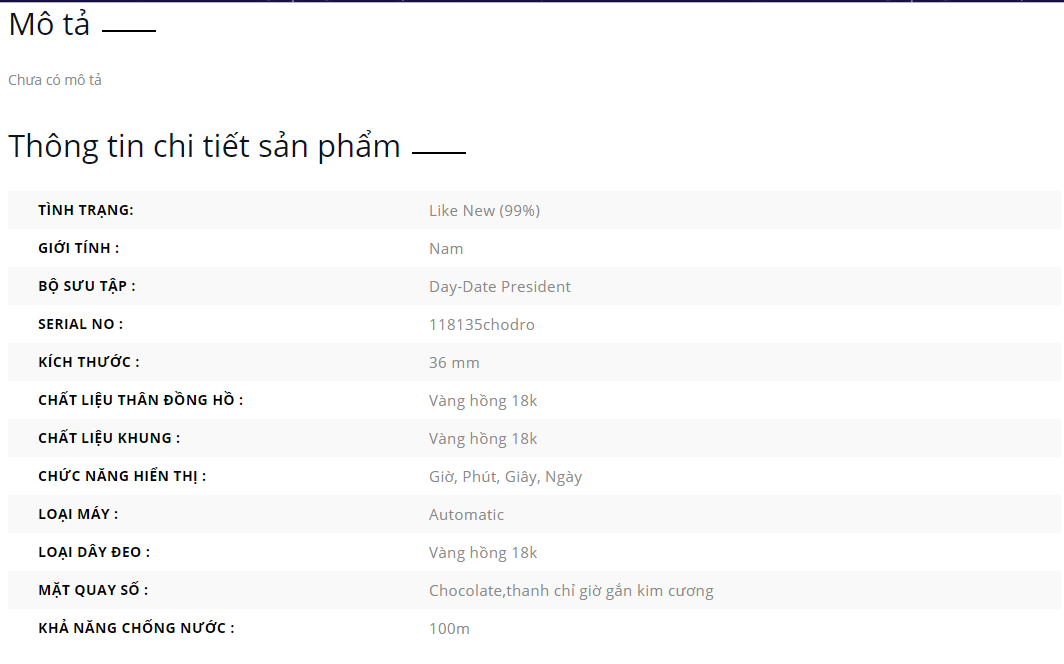 Mô tả
Chưa có mô tả
Thông tin chi tiết sản phẩm
TÌNH TRẠNG: Like New (99%)
GIỚI TÍNH : Nam
BỘ SƯU TẬP : Day-Date President
SERIAL NO : 118135chodro
KÍCH THƯỚC : 36 mm
CHẤT LIỆU THÂN ĐỒNG HỒ : Vàng hồng 18k
CHẤT LIỆU KHUNG : Vàng hồng 18k
CHỨC NĂNG HIỂN THỊ : Giờ, Phút, Giây, Ngày
LOẠI MÁY : Automatic
LOẠI DÂY ĐEO : Vàng hồng 18k
MẶT QUAY SỐ : Chocolate,thanh chỉ giờ gắn kim cương
KHẢ NĂNG CHỐNG NƯỚC : 100m